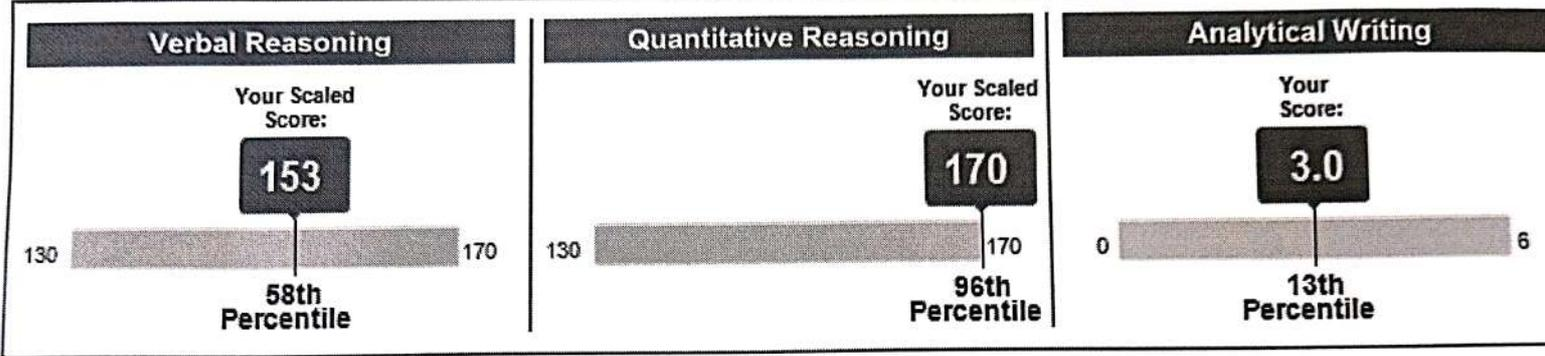 Verbal Reasoning
Your Scaled
Score:
153
130
170
58th
Percentile
Quantitative Reasoning
Your Scaled
Score:
170
130
170
96th
Percentile
Analytical Writing
Your
Score:
3.0
0
6
13th
Percentile